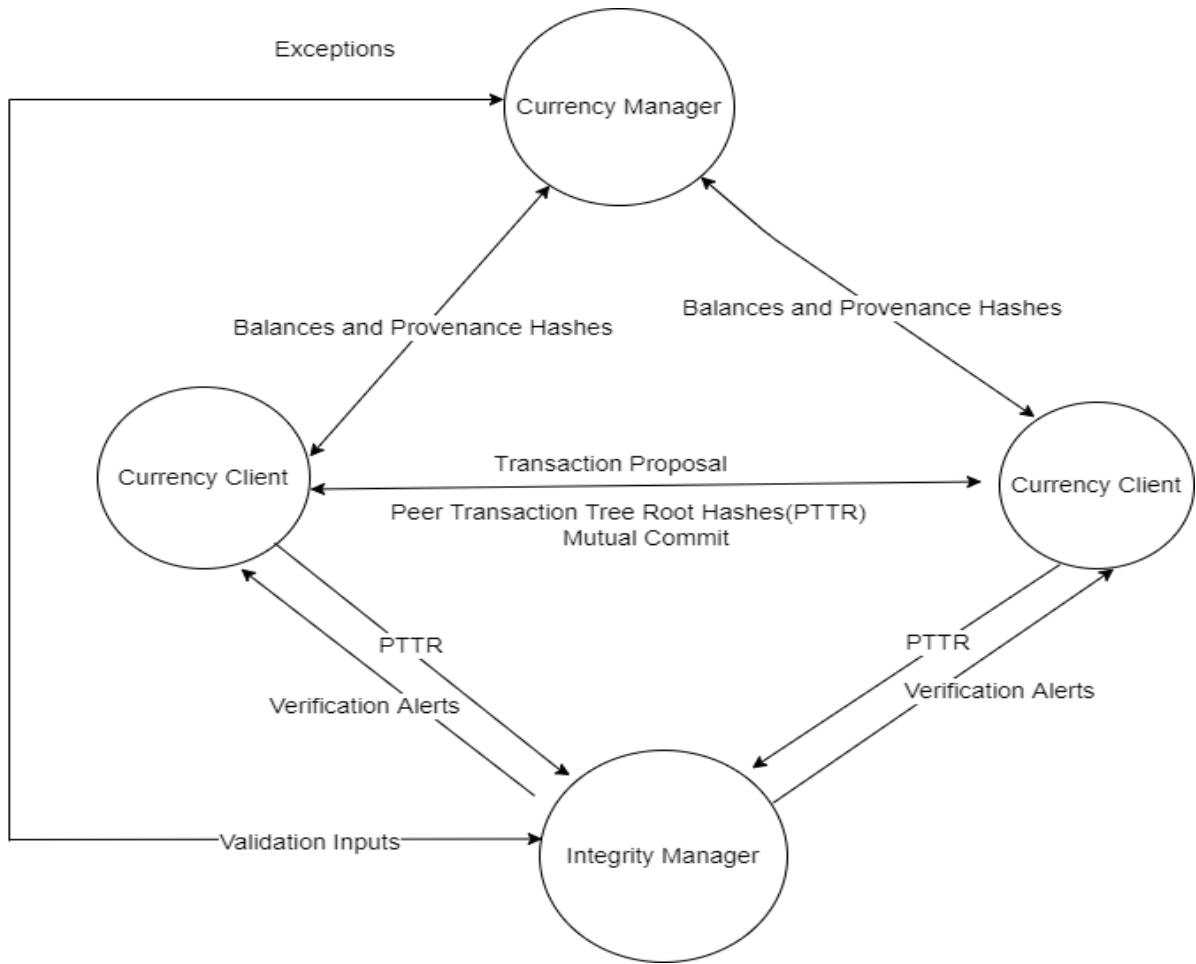 Exceptions
Currency Manager
Balances and Provenance Hashes
Balances and Provenance Hashes
Currency Client
Transaction Proposal
Currency Client
Peer Transaction Tree Root Hashes(PTTR)
Mutual Commit
PTTR
PTTR
Verification Alerts
Verification Alerts
Validation Inputs
Integrity Manager